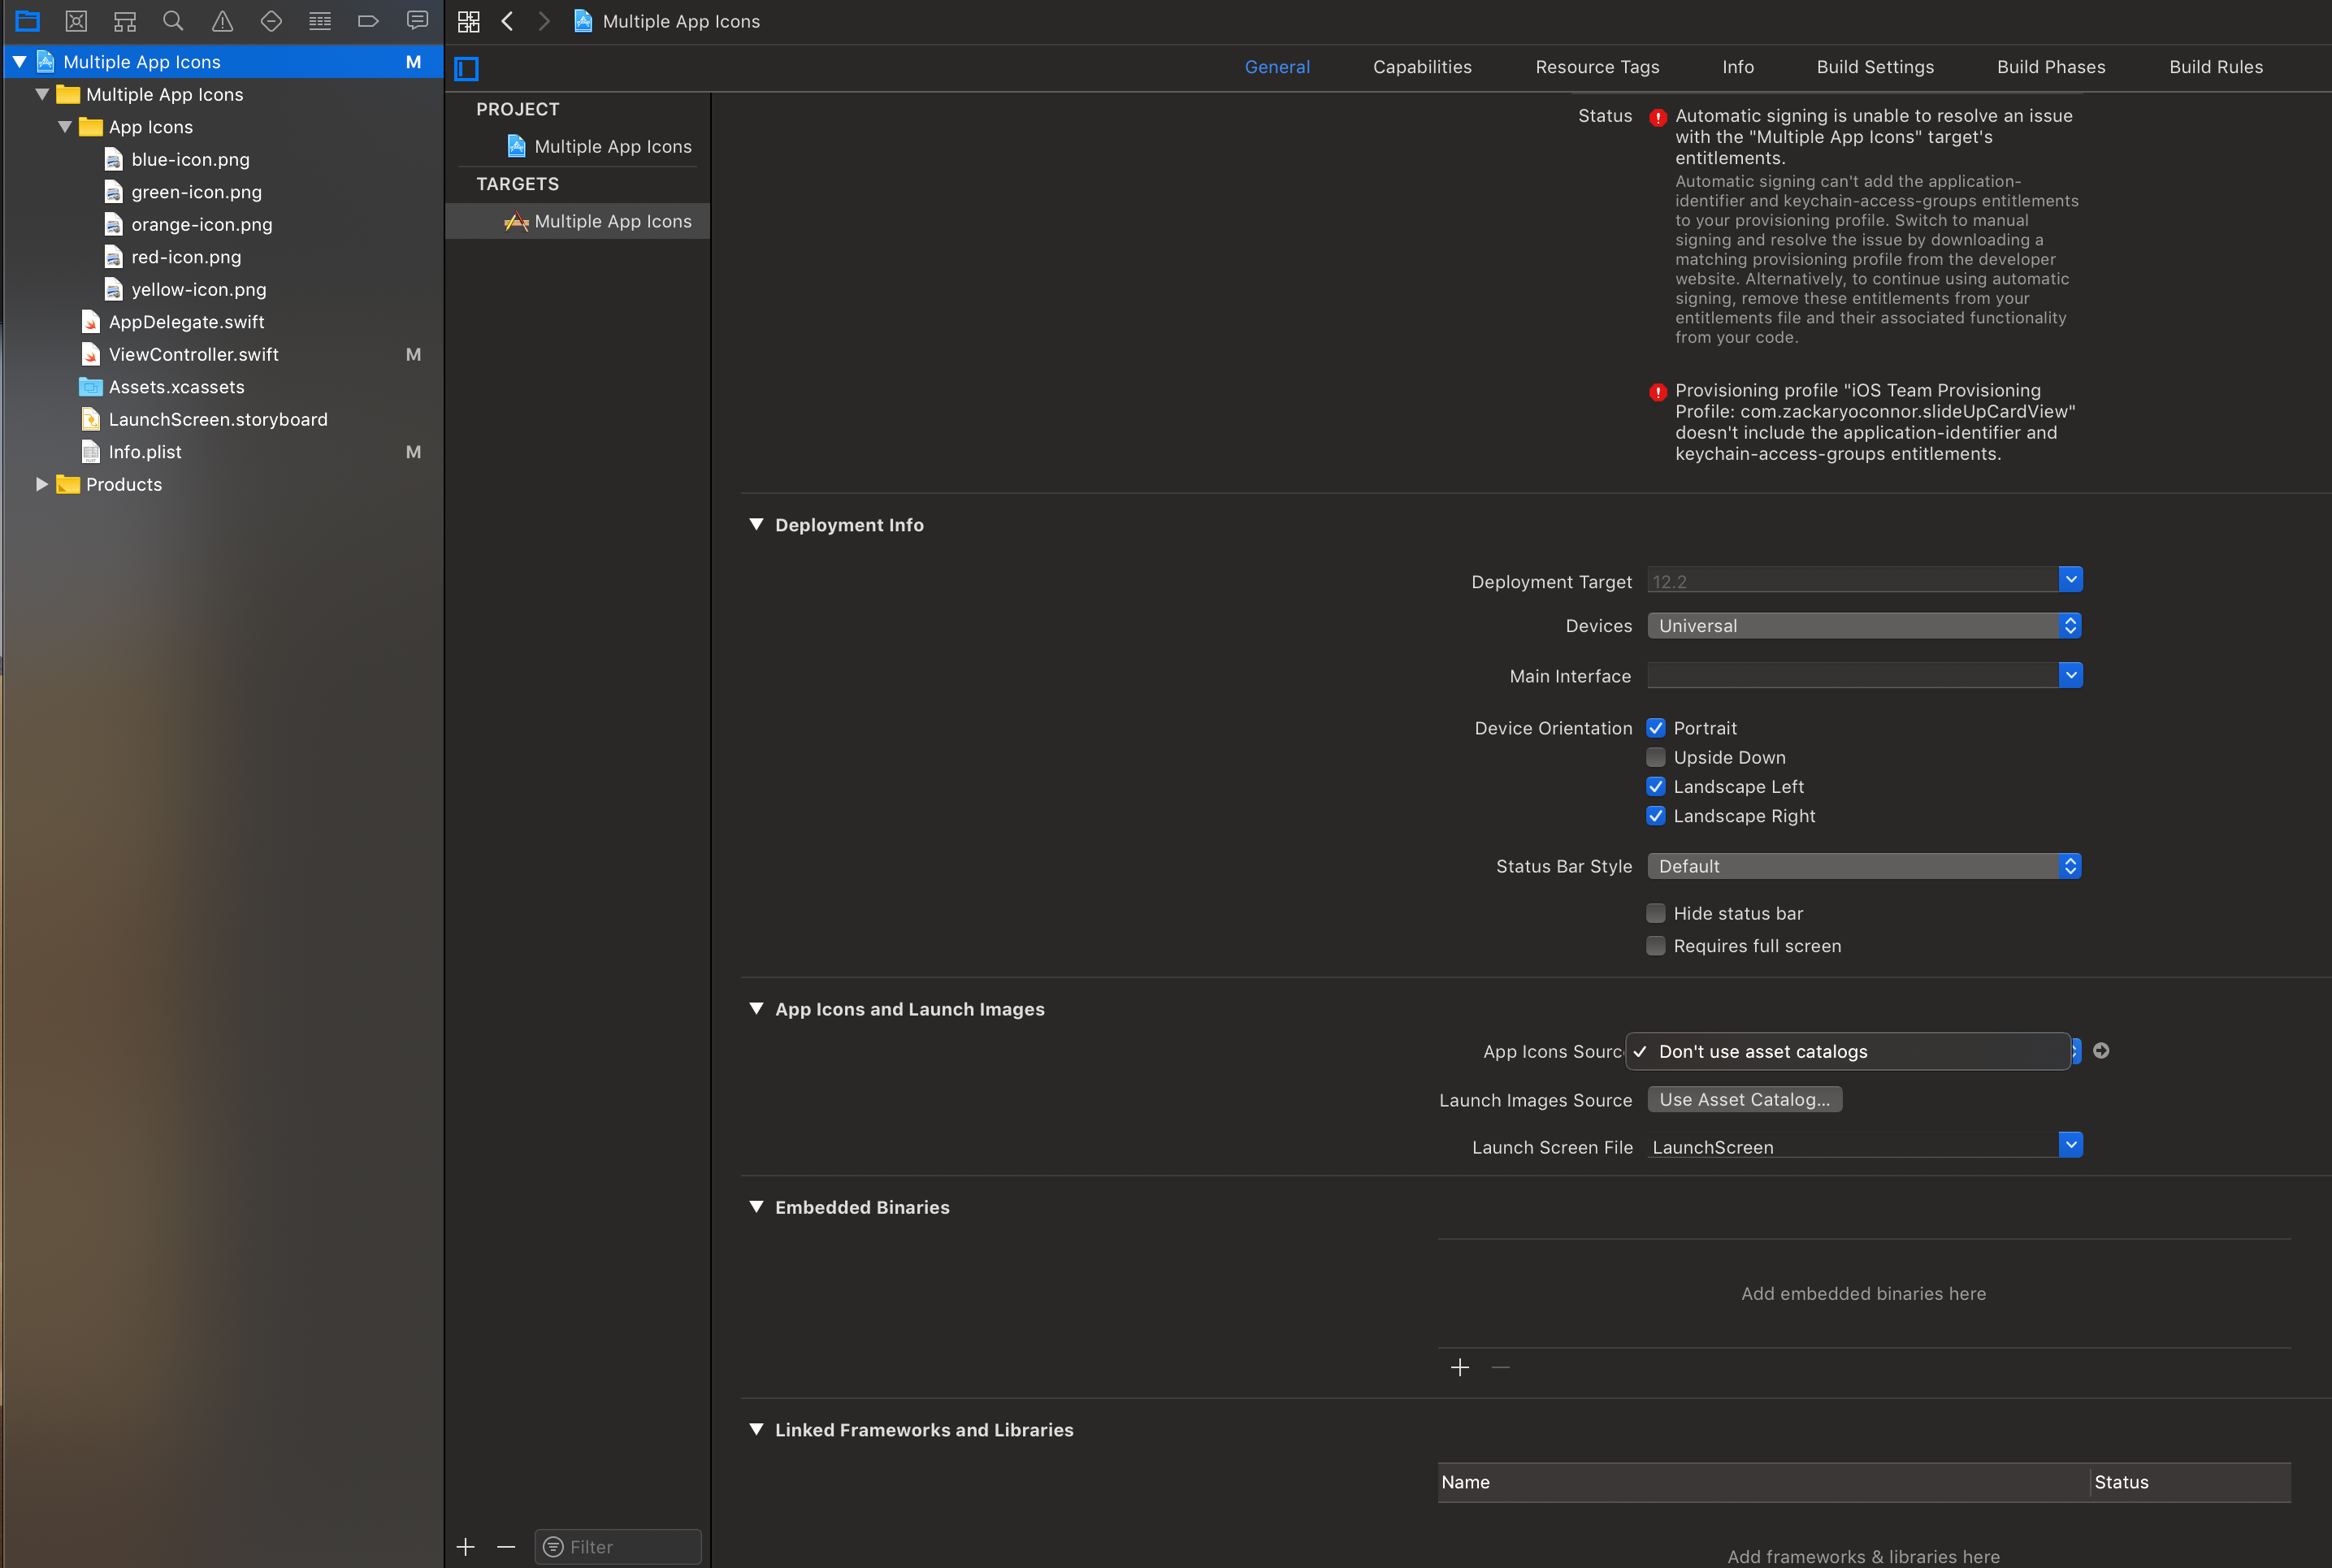 Multiple App Icons
Multiple App Icons M
Multiple App Icons
App Icons
blue-icon.png
green-icon.png
orange-icon.png
red-icon.png
yellow-icon.png
AppDelegate.swift
ViewController.swift M
Assets.xcassets
LaunchScreen.storyboard
Info.plist M
Products
General Capabilities Resource Tags Info Build Settings Build Phases Build Rules
PROJECT
Multiple App Icons
TARGETS
Multiple App Icons
Filter
Status Automatic signing is unable to resolve an issue
with the "Multiple App Icons" target's
entitlements.
Automatic signing can't add the application-
identifier and keychain-access-groups entitlements
to your provisioning profile. Switch to manual
signing and resolve the issue by downloading a
matching provisioning profile from the developer
website. Alternatively, to continue using automatic
signing, remove these entitlements from your
entitlements file and their associated functionality
from your code.
Provisioning profile "iOS Team Provisioning
Profile: com.zackaryoconnor.slideUpCardView"
doesn't include the application-identifier and
keychain-access-groups entitlements.
Deployment Info
Deployment Target 12.2
Devices Universal
Main Interface
Device Orientation Portrait
Upside Down
Landscape Left
Landscape Right
Status Bar Style Default
Hide status bar
Requires full screen
App Icons and Launch Images
App Icons Sourc ✓ Don't use asset catalogs
Launch Images Source Use Asset Catalog...
Launch Screen File LaunchScreen
Embedded Binaries
Add embedded binaries here
Linked Frameworks and Libraries
Name Status
Add frameworks & libraries here